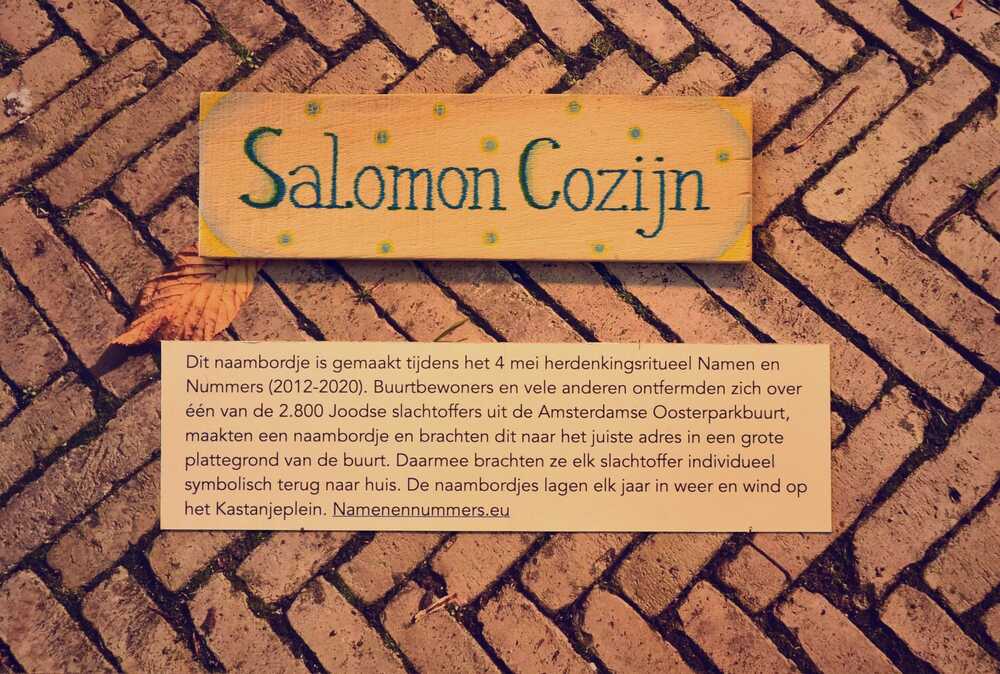 Salomon Cozijn
Dit naambordje is gemaakt tijdens het 4 mei herdenkingsritueel Namen en
Nummers (2012-2020). Buurtbewoners en vele anderen ontfermden zich over
één van de 2.800 Joodse slachtoffers uit de Amsterdamse Oosterparkbuurt,
maakten een naambordje en brachten dit naar het juiste adres in een grote
plattegrond van de buurt. Daarmee brachten ze elk slachtoffer individueel
symbolisch terug naar huis. De naambordjes lagen elk jaar in weer en wind op
het Kastanjeplein. Namenennummers.eu